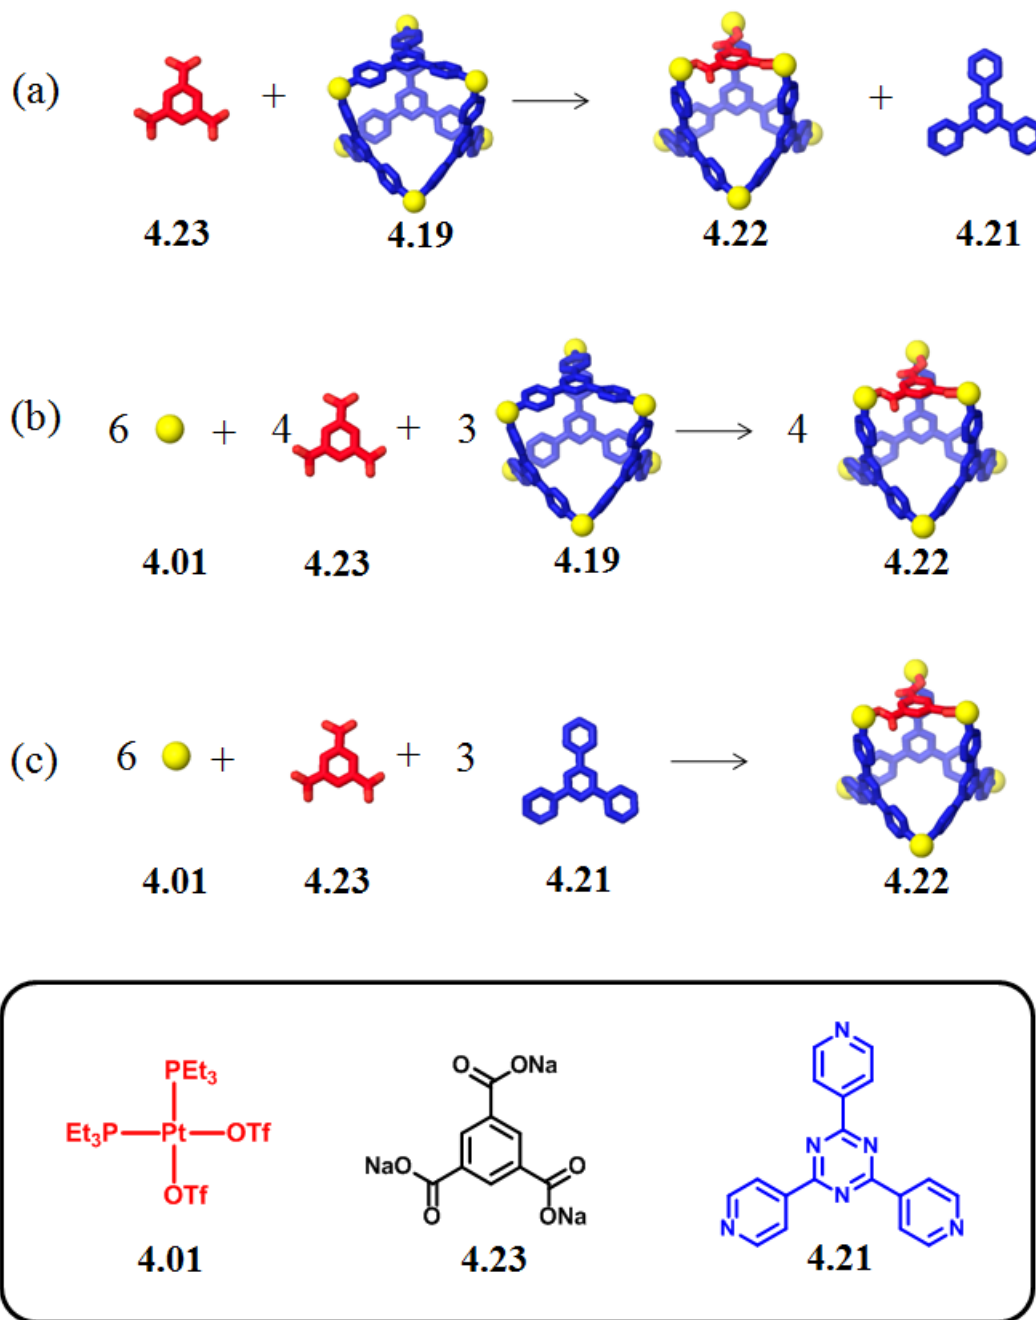 (a) + → +
4.23 4.19 4.22 4.21
(b) 6 + 4 + 3 → 4
4.01 4.23 4.19 4.22
(c) 6 + + 3 →
4.01 4.23 4.21 4.22
PEt3
Et3P Pt OTf
OTf
4.01
O ONa
NaO O
O ONa
4.23
N
N N
N
N N
4.21